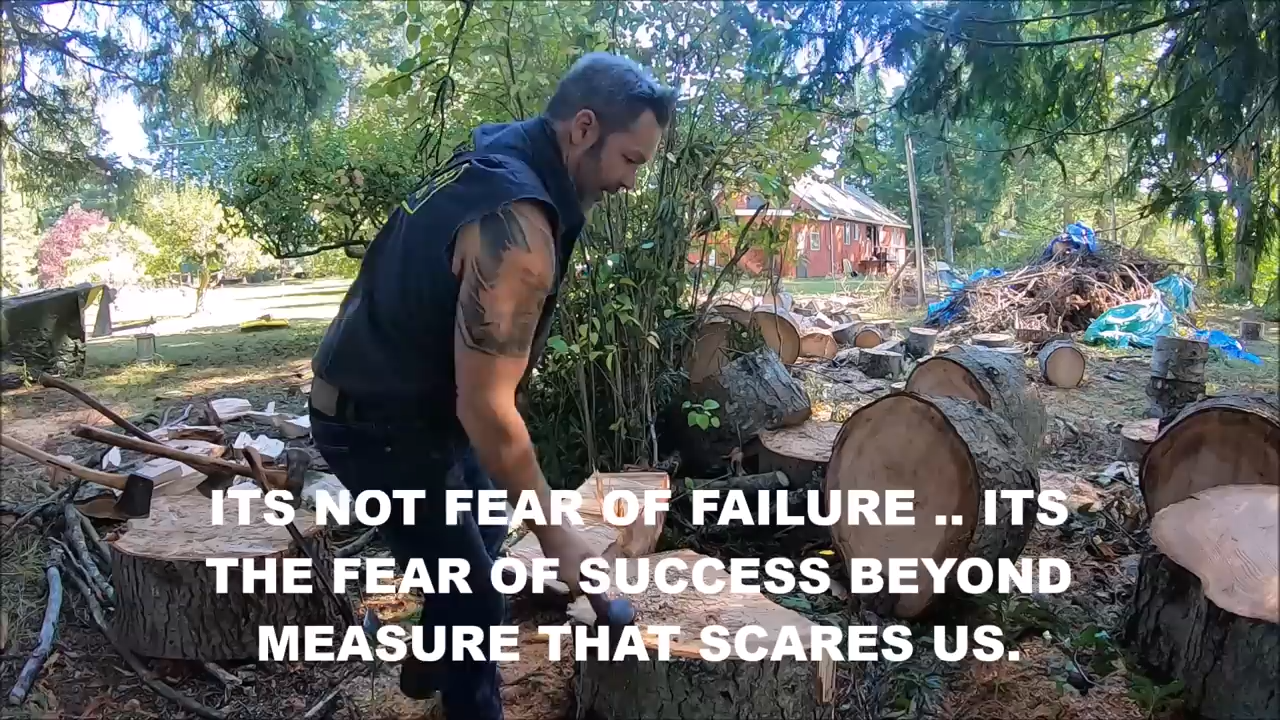 ITS NOT FEAR OF FAILURE .. ITS
THE FEAR OF SUCCESS BEYOND
MEASURE THAT SCARES US.